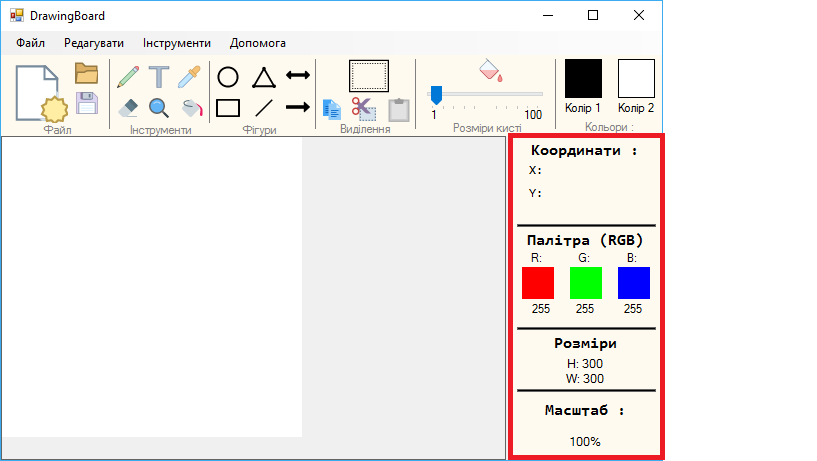 DrawingBoard
Файл Редагувати Інструменти Допомога
1 100
Колір 1 Колір 2
Файл Інструменти Фігури Виділення Розміри кисті Кольори :
Координати :
X:
Y:
Палітра (RGB)
R: G: B:
255 255 255
Розміри
H: 300
W: 300
Масштаб :
100%